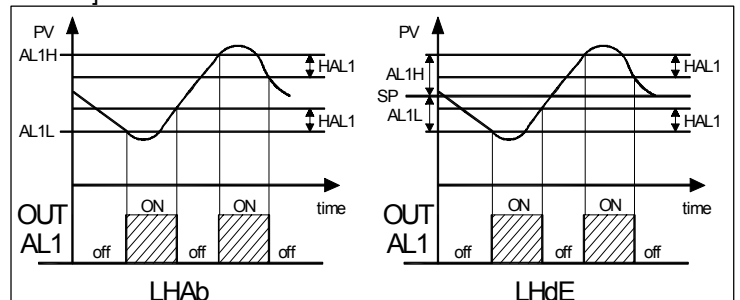 ]
PV
AL1H
HAL1
HAL1
AL1L
time
OUT
AL1
off ON off ON off
LHAb
PV
AL1H
HAL1
SP
AL1L
HAL1
time
OUT
AL1
off ON off ON off
LHdE